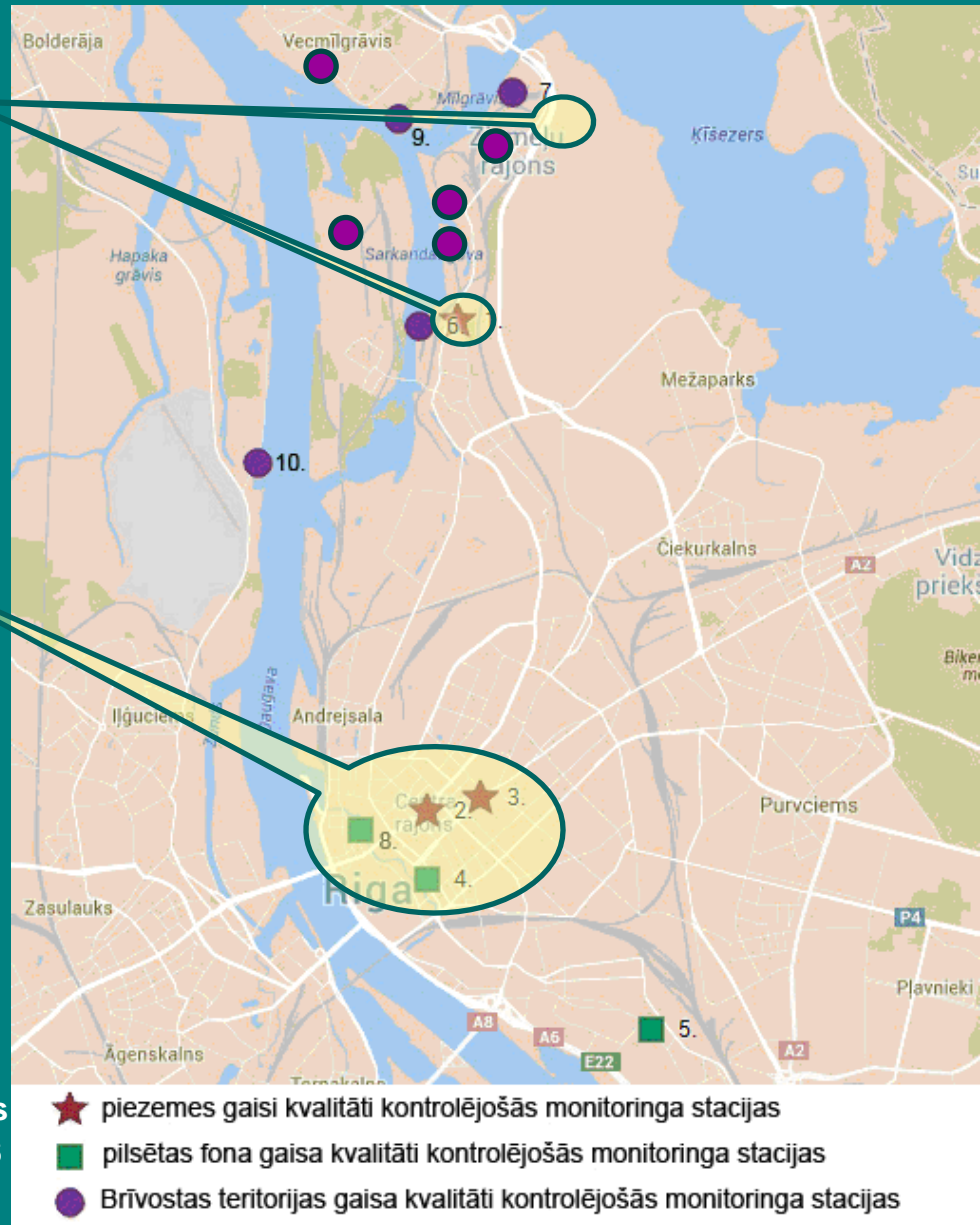 Bolderāja
Vecmīlgrāvis
Mīlgrāvis
7.
9.
Ķīšezers
Ziemeļu
rajons
Hapaka
grāvis
Sarkandaugava
6.
1.
Mežaparks
10.
Čiekurkalns
A2
Iļģuciems
Daugava
Andrejsala
Centra
rajons
2.
3.
8.
Purvciems
4.
Rīga
Zasulauks
P4
Pļavnieki
A8
A6
5.
E22
A2
Āgenskalns
piezemes gaisi kvalitāti kontrolējošās monitoringa stacijas
pilsētas fona gaisa kvalitāti kontrolējošās monitoringa stacijas
Brīvostas teritorijas gaisa kvalitāti kontrolējošās monitoringa stacijas